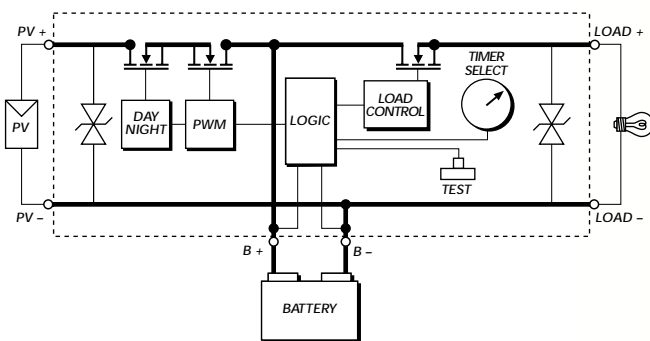 PV +
LOAD +
TIMER
SELECT
PV
DAY
NIGHT
PWM
LOGIC
LOAD
CONTROL
TEST
PV –
LOAD –
B +
B –
BATTERY